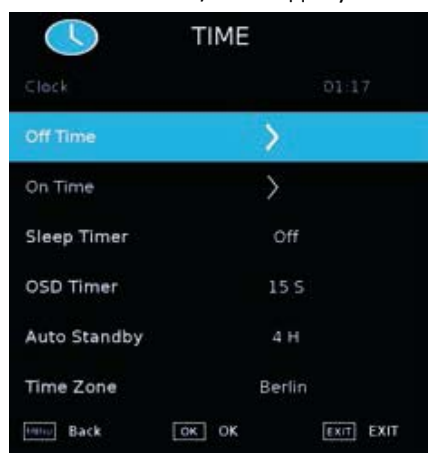 TIME
Clock 01:17
Off Time
On Time
Sleep Timer Off
OSD Timer 15 S
Auto Standby 4 H
Time Zone Berlin
MENU Back OK OK EXIT EXIT